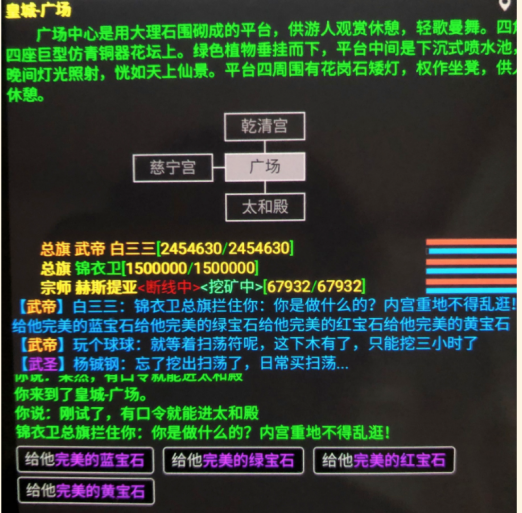 皇城-广场
广场中心是用大理石围砌成的平台，供游人观赏休憩，轻歌曼舞。四角
四座巨型仿青铜器花坛上。绿色植物垂挂而下，平台中间是下沉式喷水池，
晚间灯光照射，恍如天上仙景。平台四周围有花岗石矮灯，权作坐凳，供人
休憩。
乾清宫
慈宁宫
广场
太和殿
总旗 武帝 白三三[2454630/2454630]
总旗 锦衣卫[1500000/1500000]
宗师 赫斯提亚<断线中><挖矿中>[67932/67932]
【武帝】白三三：锦衣卫总旗拦住你：你是做什么的？内宫重地不得乱逛！
给他完美的蓝宝石给他完美的绿宝石给他完美的红宝石给他完美的黄宝石
【武帝】玩个球球：就等着扫荡符呢，这下木有了，只能挖三小时了
【武圣】杨铖钢：忘了挖出扫荡了，日常买扫荡...
你说：果然，有口令就能进太和殿
你来到了皇城-广场。
你说：刚试了，有口令就能进太和殿
锦衣卫总旗拦住你：你是做什么的？内宫重地不得乱逛！
给他完美的蓝宝石
给他完美的绿宝石
给他完美的红宝石
给他完美的黄宝石